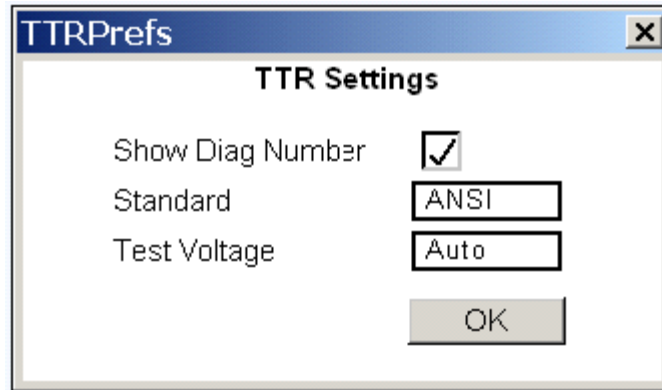 TTRPrefs
TTR Settings
Show Diag Number
Standard ANSI
Test Voltage Auto
OK